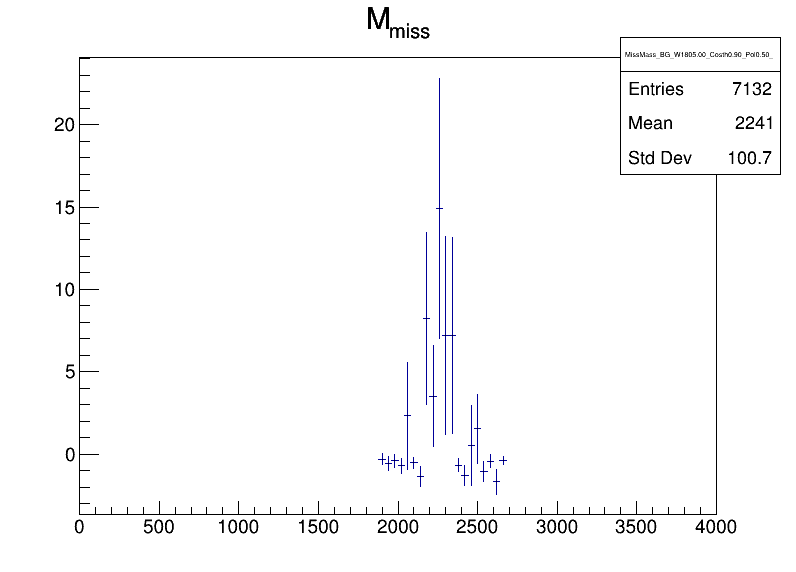 M_miss
MissMass_BG_W1805.00_Costh0.90_Pol0.50_
Entries 7132
Mean 2241
Std Dev 100.7
20
15
10
5
0
0 500 1000 1500 2000 2500 3000 3500 4000